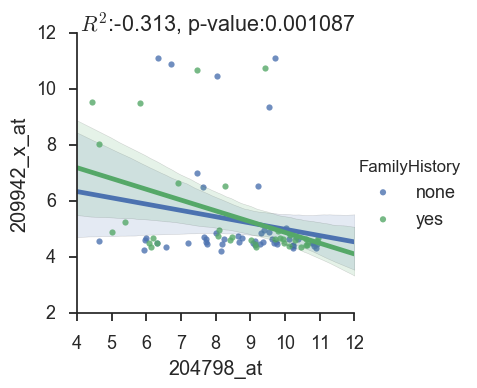 R²:-0.313, p-value:0.001087
12
10
8
6
4
2
209942_x_at
4 5 6 7 8 9 10 11 12
204798_at
FamilyHistory
none
yes